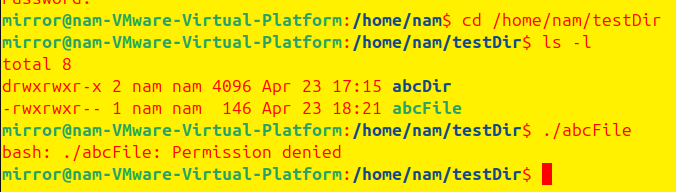 Password:
mirror@nam-VMware-Virtual-Platform:/home/nam$ cd /home/nam/testDir
mirror@nam-VMware-Virtual-Platform:/home/nam/testDir$ ls -l
total 8
drwxrwxr-x 2 nam nam 4096 Apr 23 17:15 abcDir
-rwxrwxr-- 1 nam nam  146 Apr 23 18:21 abcFile
mirror@nam-VMware-Virtual-Platform:/home/nam/testDir$ ./abcFile
bash: ./abcFile: Permission denied
mirror@nam-VMware-Virtual-Platform:/home/nam/testDir$